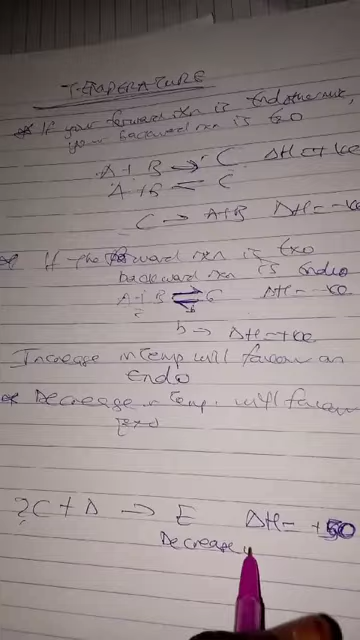 TEMPERATURE
* If your forward rxn is Endothermic,
your backward rxn is Exo
A + B → C ΔH = +ve
A + B ← C
C → A+B ΔH = -ve
* If the forward rxn is Exo
backward rxn is Endo
A + B ⇌ C ΔH = -ve
b
b → ΔH = +ve
Increase in temp will favour an
Endo
* Decrease in temp. will favour
Exo
2C + D → E ΔH = +50
Decrease